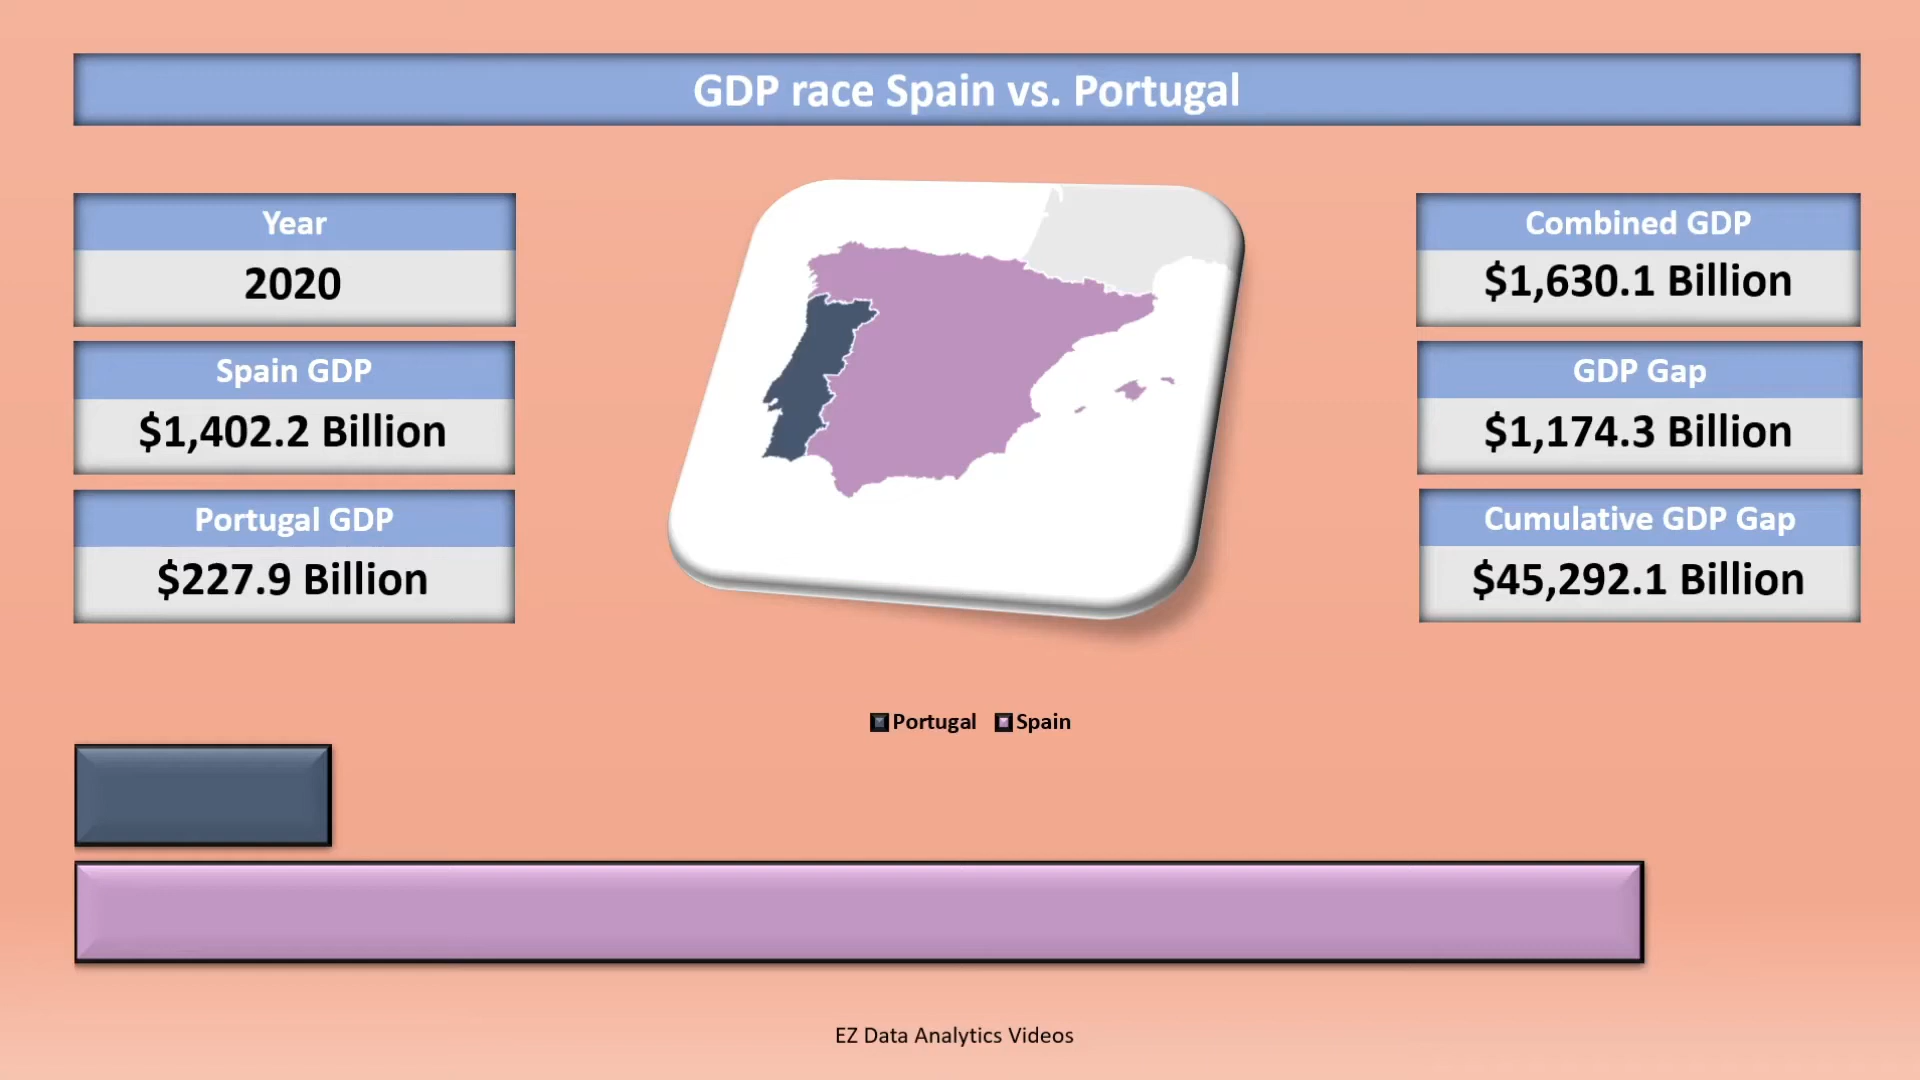 GDP race Spain vs. Portugal
Year
2020
Spain GDP
$1,402.2 Billion
Portugal GDP
$227.9 Billion
Combined GDP
$1,630.1 Billion
GDP Gap
$1,174.3 Billion
Cumulative GDP Gap
$45,292.1 Billion
Portugal Spain
EZ Data Analytics Videos